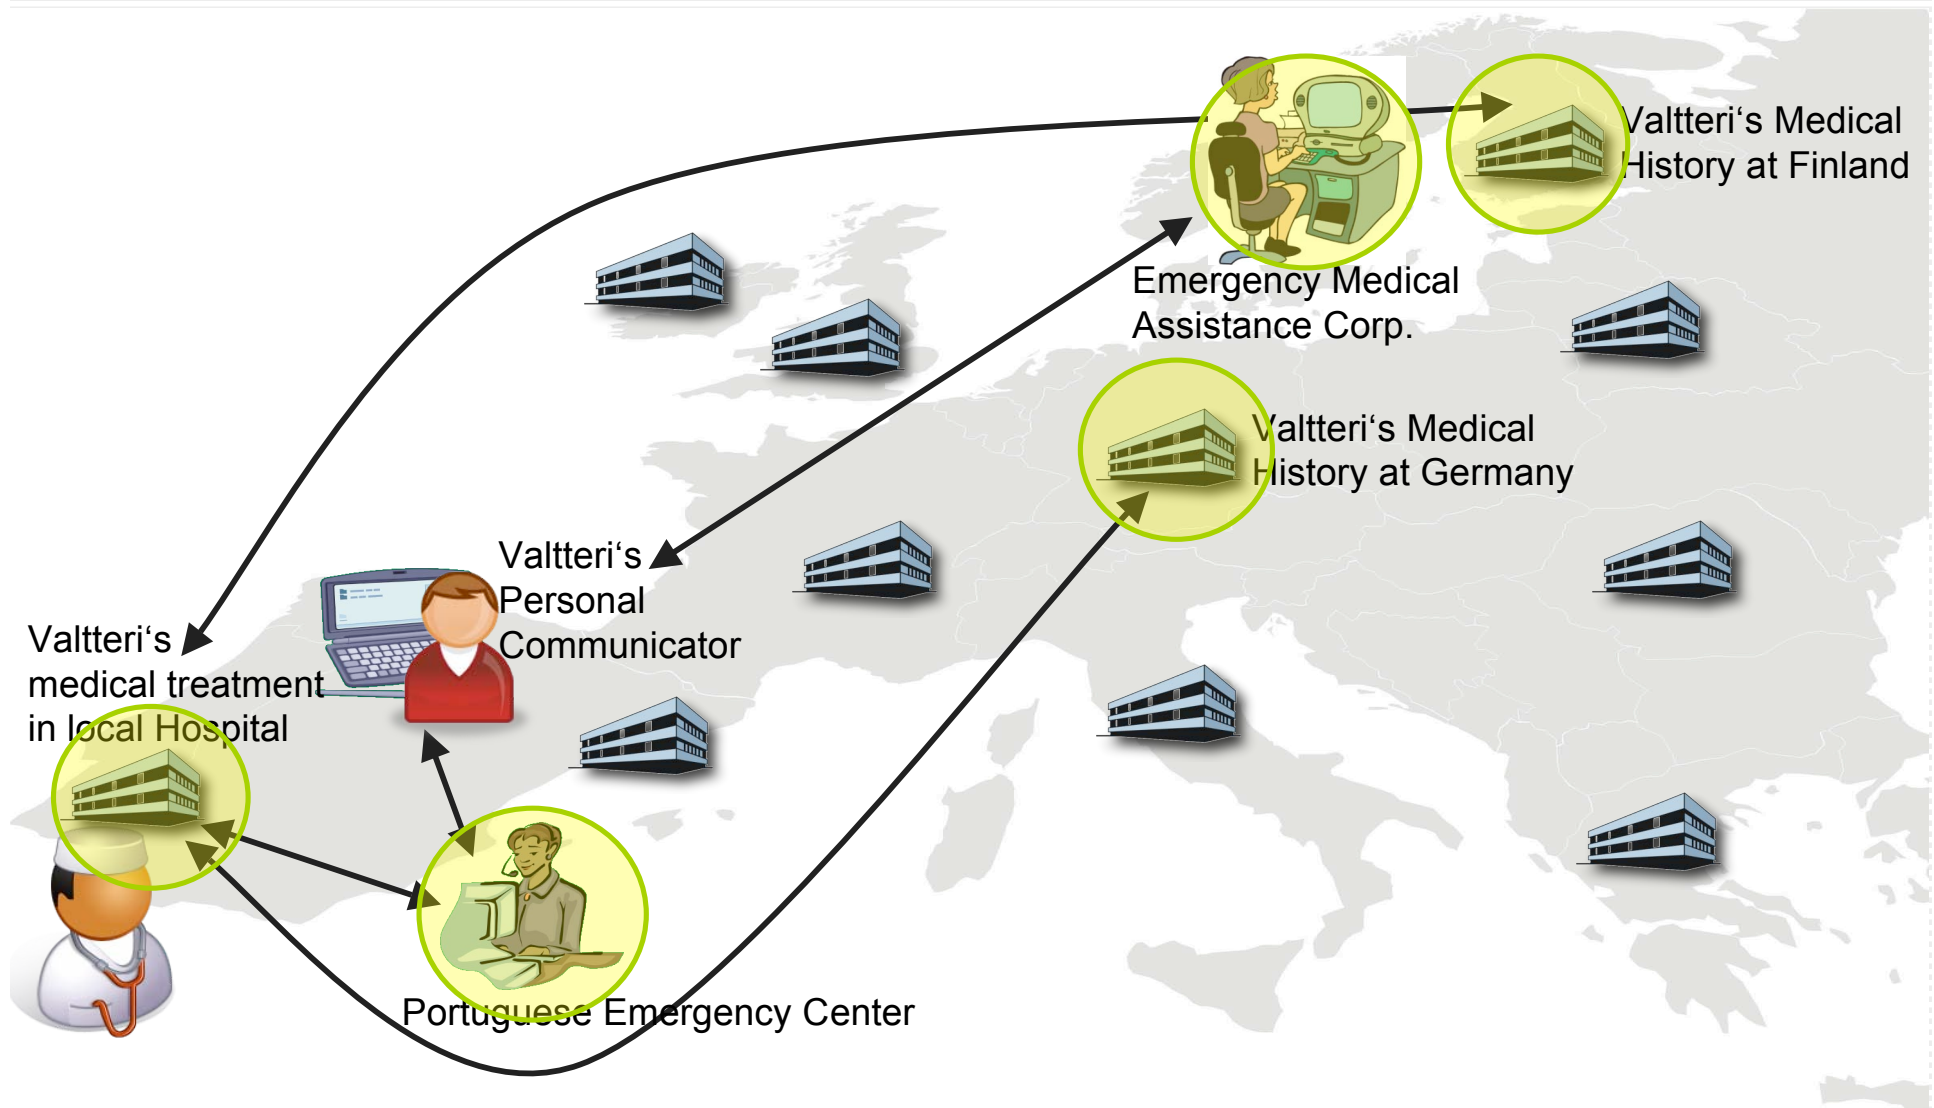 Valtteri‘s Medical
History at Finland
Emergency Medical
Assistance Corp.
Valtteri‘s Medical
History at Germany
Valtteri‘s
Personal
Communicator
Valtteri‘s
medical treatment
in local Hospital
Portuguese Emergency Center